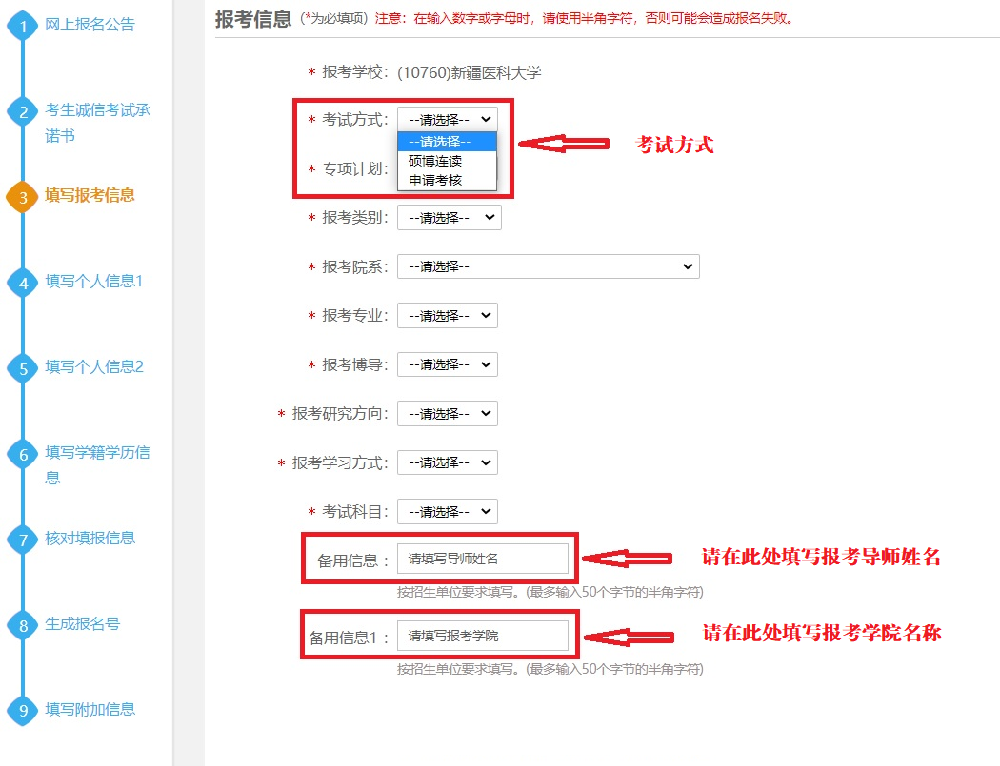 1 网上报名公告
2 考生诚信考试承
诺书
3 填写报考信息
4 填写个人信息1
5 填写个人信息2
6 填写学籍学历信
息
7 核对填报信息
8 生成报名号
9 填写附加信息
报考信息 (*为必填项) 注意：在输入数字或字母时，请使用半角字符，否则可能会造成报名失败。
* 报考学校： (10760)新疆医科大学
* 考试方式： --请选择--
--请选择--
硕博连读
申请考核
考试方式
* 专项计划：
* 报考类别： --请选择--
* 报考院系： --请选择--
* 报考专业： --请选择--
* 报考博导： --请选择--
* 报考研究方向： --请选择--
* 报考学习方式： --请选择--
* 考试科目： --请选择--
备用信息 ： 请填写导师姓名 请在此处填写报考导师姓名
按招生单位要求填写。(最多输入50个字节的半角字符)
备用信息1 ： 请填写报考学院 请在此处填写报考学院名称
按招生单位要求填写。(最多输入50个字节的半角字符)